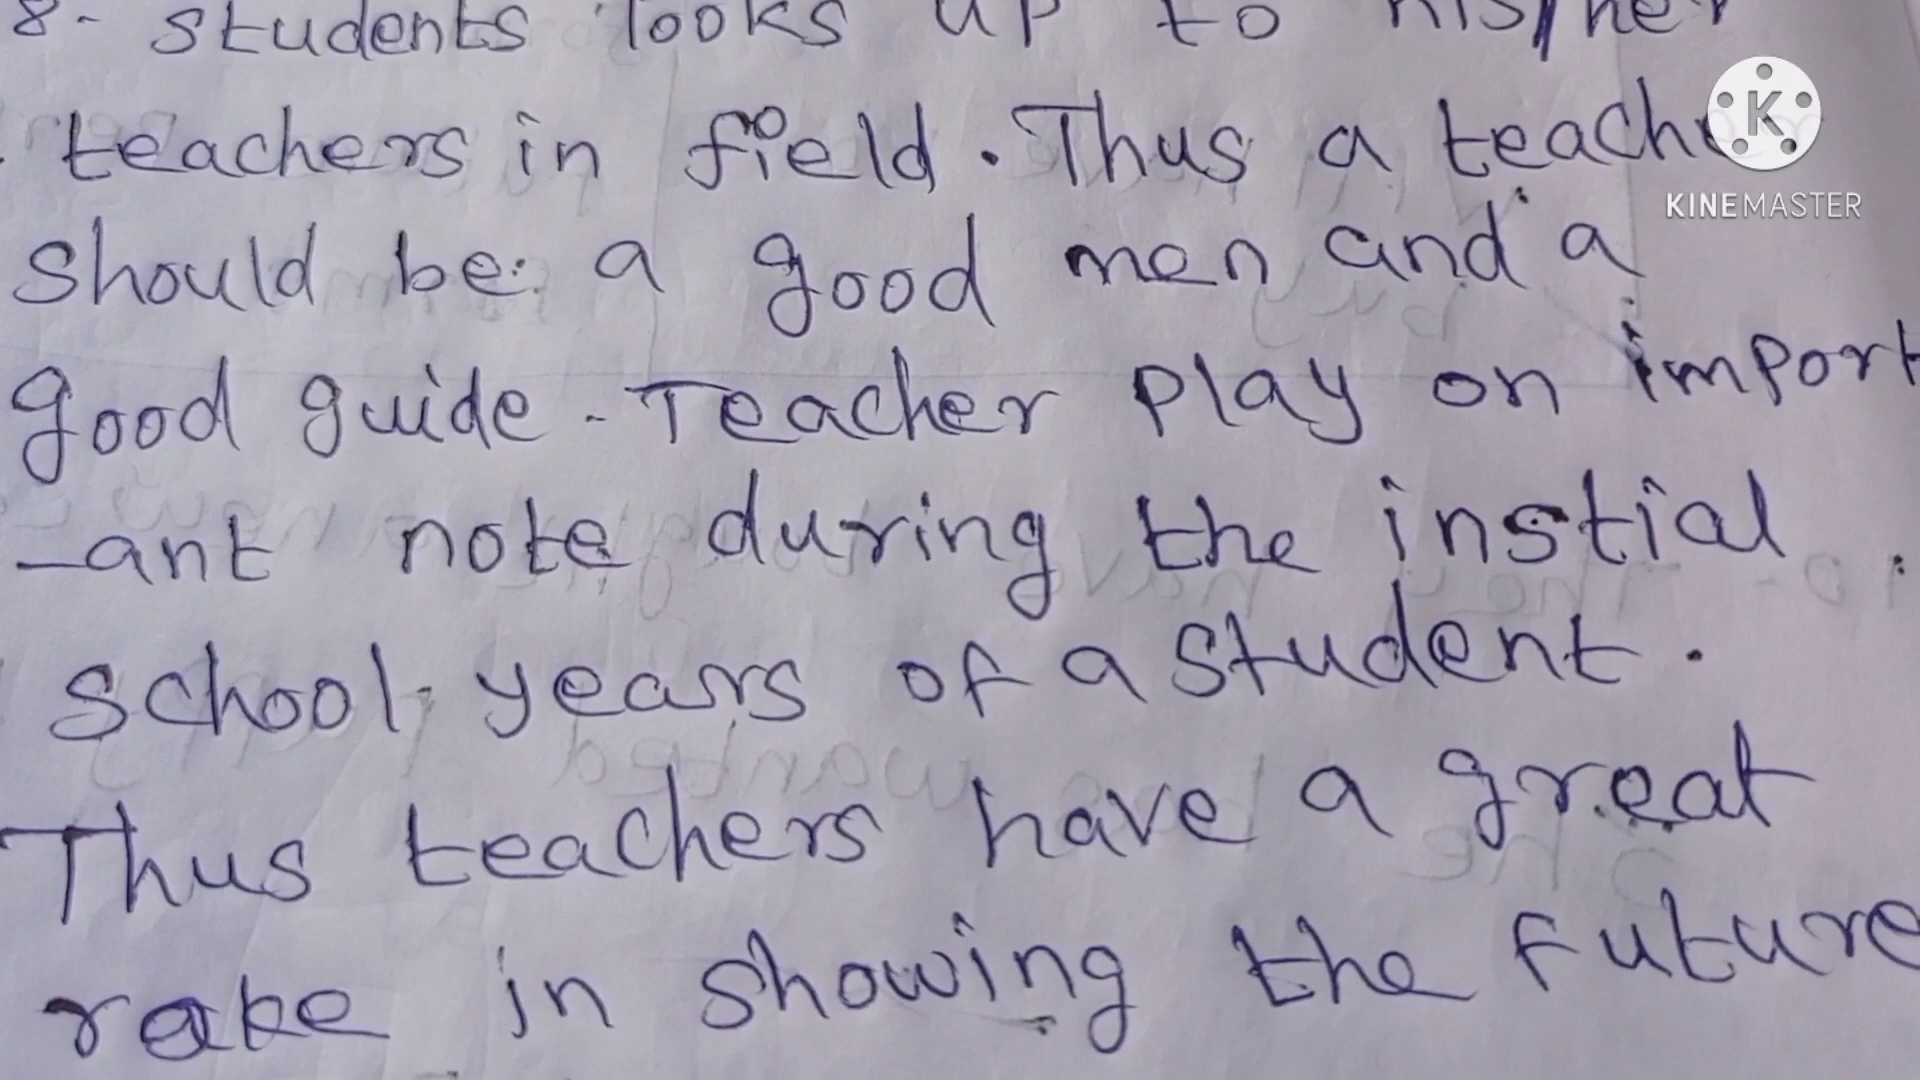 8- students looks up to his/her
teachers in field. Thus a teache
should be a good men and a
good guide. Teacher play on import
-ant note during the instial
school years of a student.
Thus teachers have a great
rake in showing the future
KINEMASTER